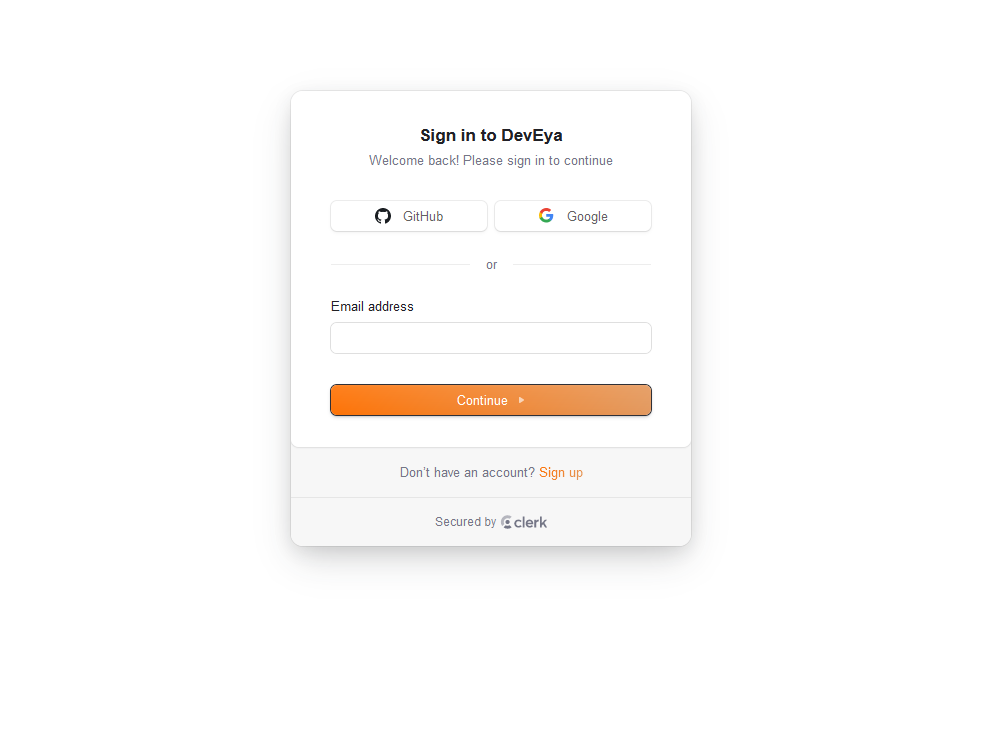 Sign in to DevEya
Welcome back! Please sign in to continue
GitHub
Google
or
Email address
Continue
Don't have an account? Sign up
Secured by clerk